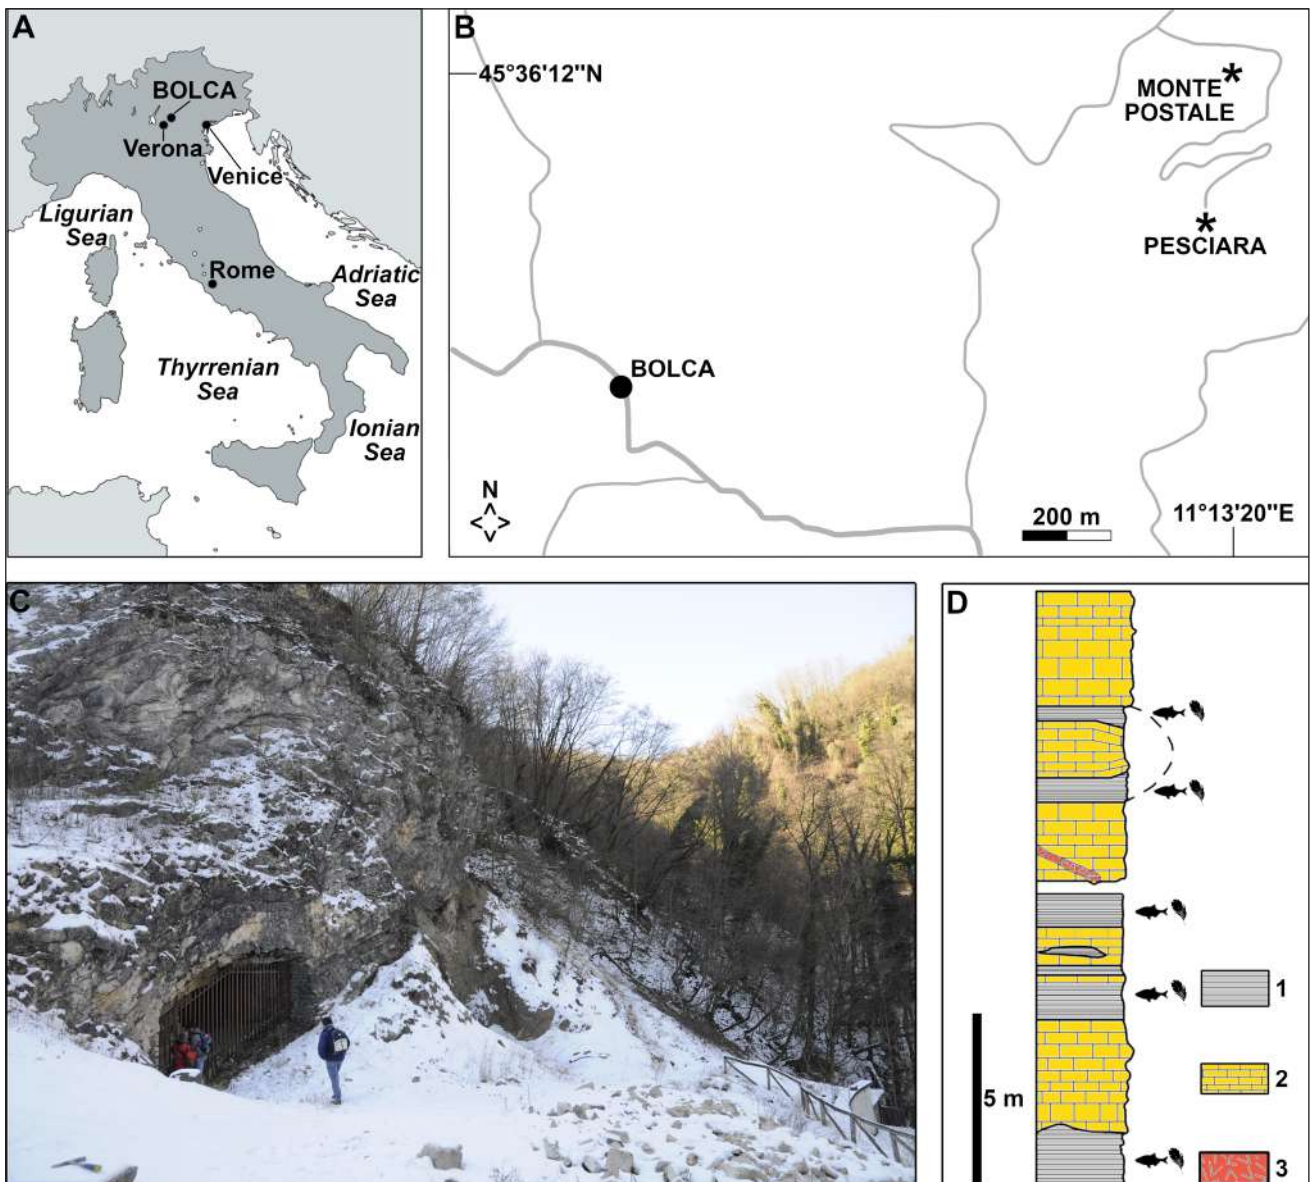 A
BOLCA
Verona
Venice
Ligurian
Sea
Rome
Adriatic
Sea
Thyrrenian
Sea
Ionian
Sea
B
45°36'12"N
MONTE
POSTALE
PESCIARA
BOLCA
N
200 m
11°13'20"E
C
D
1
2
5 m
3